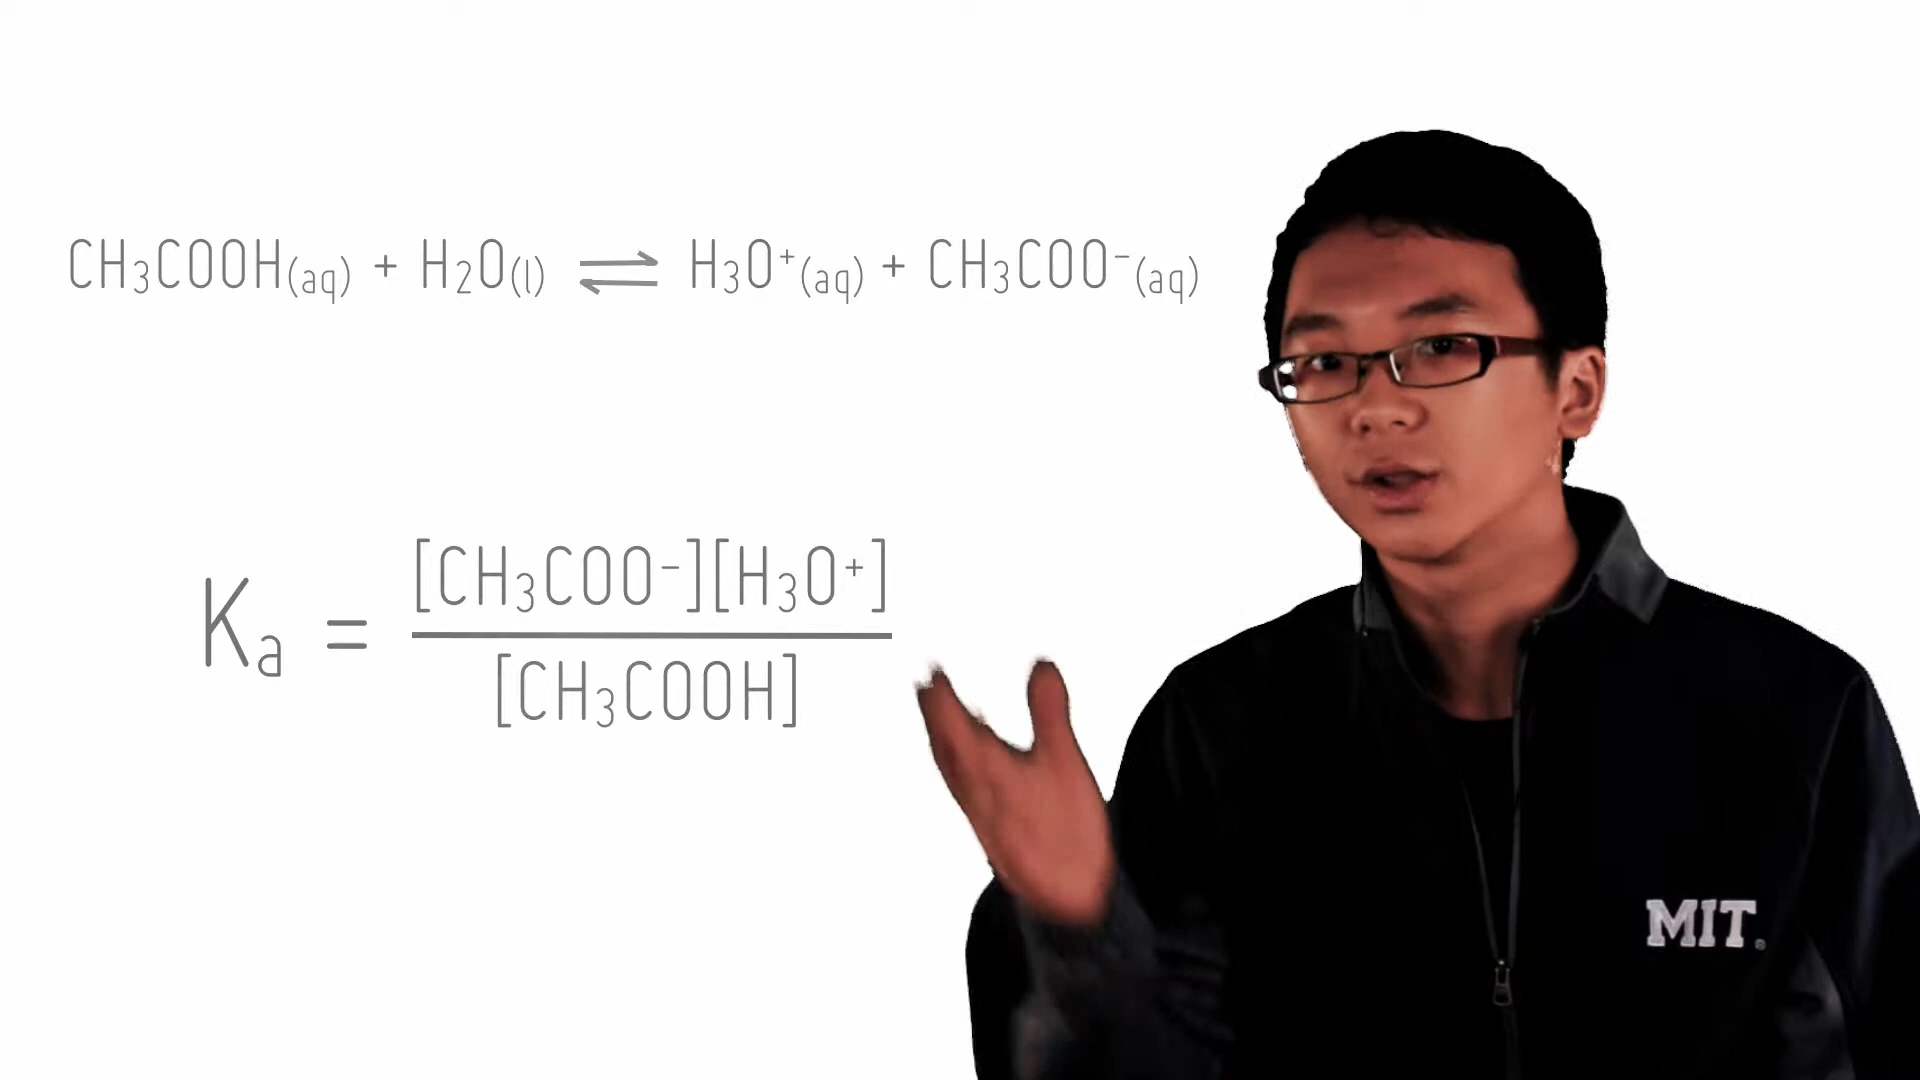 CH₃COOH(aq) + H₂O(l) ⇌ H₃O⁺(aq) + CH₃COO⁻(aq)
Kₐ = [CH₃COO⁻][H₃O⁺]
[CH₃COOH]
MIT.